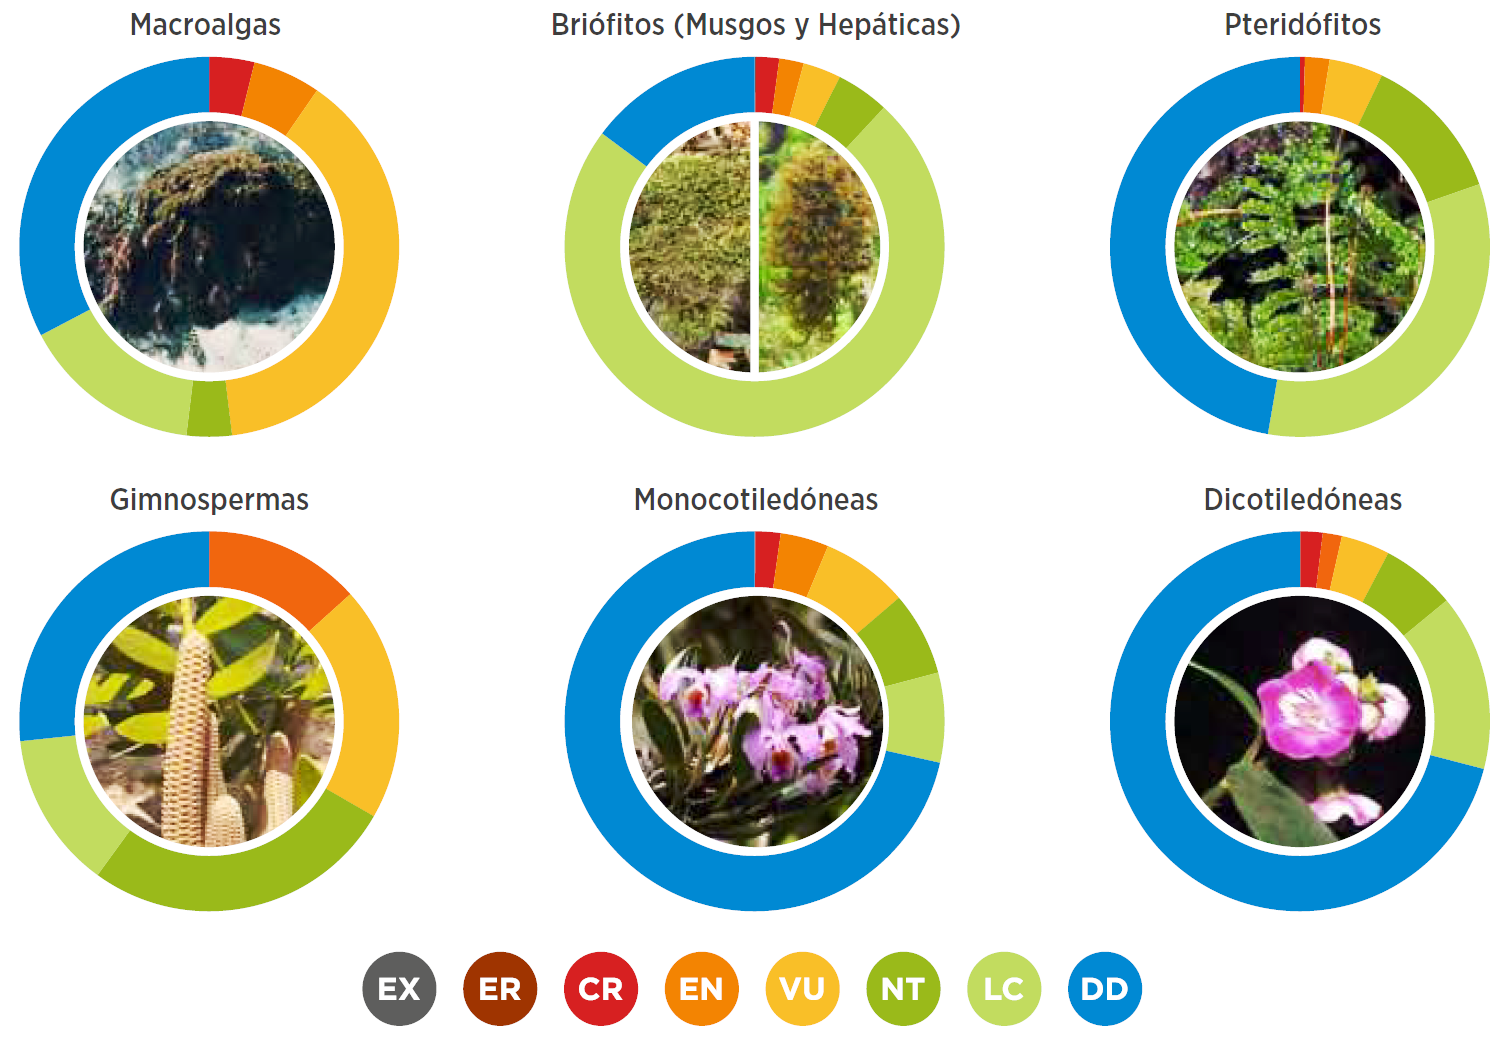 Macroalgas
Briófitos (Musgos y Hepáticas)
Pteridófitos
Gimnospermas
Monocotiledóneas
Dicotiledóneas
EX ER CR EN VU NT LC DD